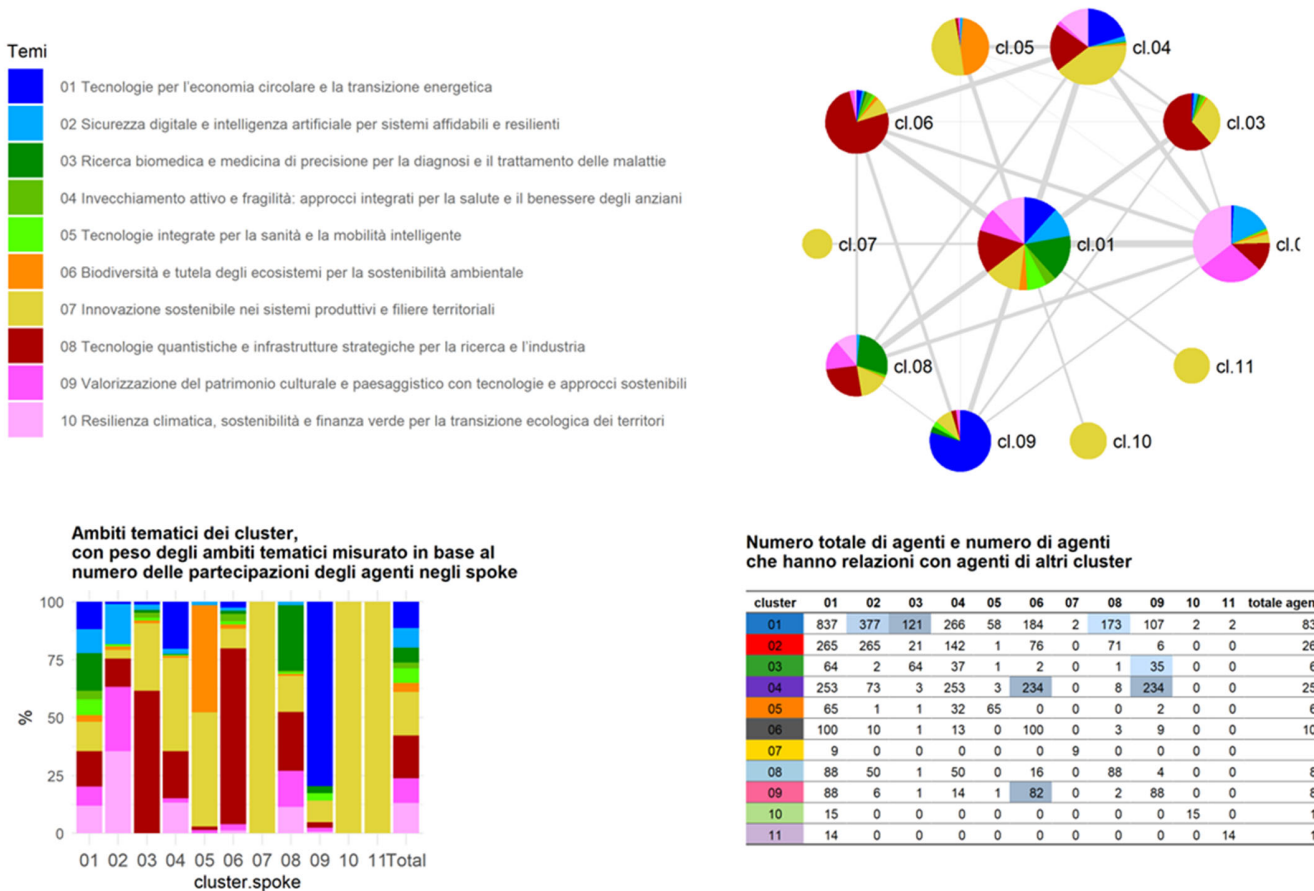 Temi
01 Tecnologie per l'economia circolare e la transizione energetica
02 Sicurezza digitale e intelligenza artificiale per sistemi affidabili e resilienti
03 Ricerca biomedica e medicina di precisione per la diagnosi e il trattamento delle malattie
04 Invecchiamento attivo e fragilità: approcci integrati per la salute e il benessere degli anziani
05 Tecnologie integrate per la sanità e la mobilità intelligente
06 Biodiversità e tutela degli ecosistemi per la sostenibilità ambientale
07 Innovazione sostenibile nei sistemi produttivi e filiere territoriali
08 Tecnologie quantistiche e infrastrutture strategiche per la ricerca e l'industria
09 Valorizzazione del patrimonio culturale e paesaggistico con tecnologie e approcci sostenibili
10 Resilienza climatica, sostenibilità e finanza verde per la transizione ecologica dei territori
cl.05
cl.04
cl.06
cl.03
cl.07
cl.01
cl.0
cl.08
cl.11
cl.09
cl.10
Ambiti tematici dei cluster,
con peso degli ambiti tematici misurato in base al
numero delle partecipazioni degli agenti negli spoke
100
75
50
25
0
%
01 02 03 04 05 06 07 08 09 10 11 Total
cluster.spoke
Numero totale di agenti e numero di agenti
che hanno relazioni con agenti di altri cluster
cluster 01 02 03 04 05 06 07 08 09 10 11 totale agen
01 837 377 121 266 58 184 2 173 107 2 2 83
02 265 265 21 142 1 76 0 71 6 0 0 26
03 64 2 64 37 1 2 0 1 35 0 0 6
04 253 73 3 253 3 234 0 8 234 0 0 25
05 65 1 1 32 65 0 0 0 2 0 0 6
06 100 10 1 13 0 100 0 3 9 0 0 10
07 9 0 0 0 0 0 9 0 0 0 0
08 88 50 1 50 0 16 0 88 4 0 0 8
09 88 6 1 14 1 82 0 2 88 0 0 8
10 15 0 0 0 0 0 0 0 0 15 0 1
11 14 0 0 0 0 0 0 0 0 0 14 1